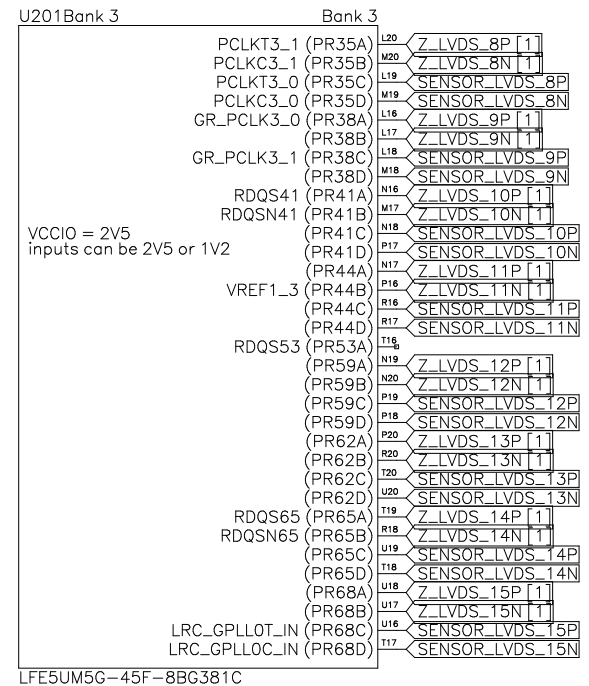 U201Bank 3 Bank 3
PCLKT3_1 (PR35A) L20 Z_LVDS_8P [1]
PCLKC3_1 (PR35B) M20 Z_LVDS_8N [1]
PCLKT3_0 (PR35C) L19 SENSOR_LVDS_8P
PCLKC3_0 (PR35D) M19 SENSOR_LVDS_8N
GR_PCLK3_0 (PR38A) L16 Z_LVDS_9P [1]
(PR38B) L17 Z_LVDS_9N [1]
GR_PCLK3_1 (PR38C) L18 SENSOR_LVDS_9P
(PR38D) M18 SENSOR_LVDS_9N
RDQS41 (PR41A) N16 Z_LVDS_10P [1]
RDQSN41 (PR41B) M17 Z_LVDS_10N [1]
VCCIO = 2V5 (PR41C) N18 SENSOR_LVDS_10P
inputs can be 2V5 or 1V2 (PR41D) P17 SENSOR_LVDS_10N
(PR44A) N17 Z_LVDS_11P [1]
VREF1_3 (PR44B) P16 Z_LVDS_11N [1]
(PR44C) R16 SENSOR_LVDS_11P
(PR44D) R17 SENSOR_LVDS_11N
RDQS53 (PR53A) T16
(PR59A) N19 Z_LVDS_12P [1]
(PR59B) N20 Z_LVDS_12N [1]
(PR59C) P19 SENSOR_LVDS_12P
(PR59D) P18 SENSOR_LVDS_12N
(PR62A) P20 Z_LVDS_13P [1]
(PR62B) R20 Z_LVDS_13N [1]
(PR62C) T20 SENSOR_LVDS_13P
(PR62D) U20 SENSOR_LVDS_13N
RDQS65 (PR65A) T19 Z_LVDS_14P [1]
RDQSN65 (PR65B) R18 Z_LVDS_14N [1]
(PR65C) U19 SENSOR_LVDS_14P
(PR65D) T18 SENSOR_LVDS_14N
(PR68A) U18 Z_LVDS_15P [1]
(PR68B) U17 Z_LVDS_15N [1]
LRC_GPLL0T_IN (PR68C) U16 SENSOR_LVDS_15P
LRC_GPLL0C_IN (PR68D) T17 SENSOR_LVDS_15N
LFE5UM5G-45F-8BG381C